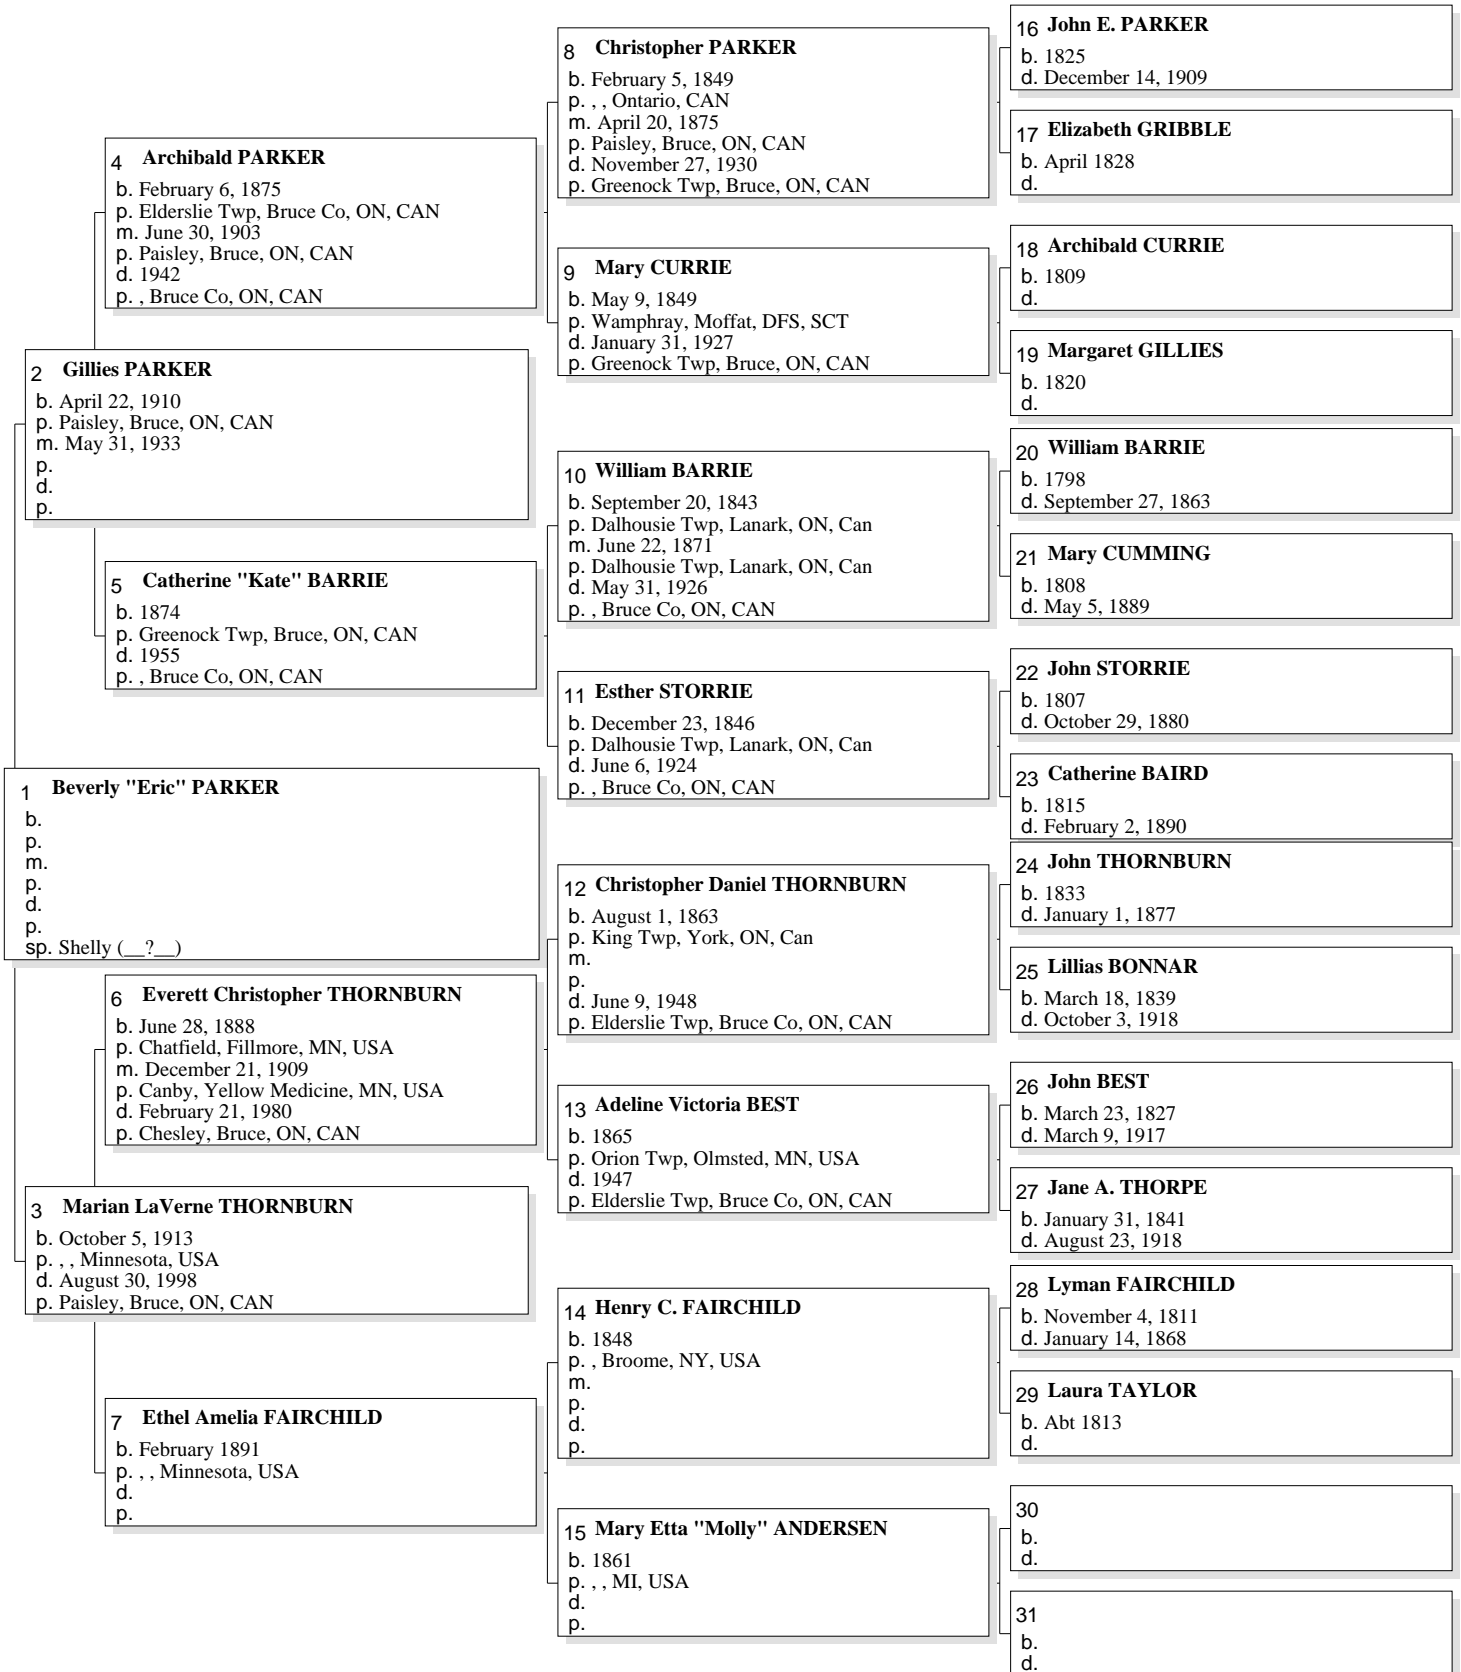 1 Beverly "Eric" PARKER
b.
p.
m.
p.
d.
p.
sp. Shelly (__?__)
2 Gillies PARKER
b. April 22, 1910
p. Paisley, Bruce, ON, CAN
m. May 31, 1933
p.
d.
p.
3 Marian LaVerne THORNBURN
b. October 5, 1913
p. , , Minnesota, USA
d. August 30, 1998
p. Paisley, Bruce, ON, CAN
4 Archibald PARKER
b. February 6, 1875
p. Elderslie Twp, Bruce Co, ON, CAN
m. June 30, 1903
p. Paisley, Bruce, ON, CAN
d. 1942
p. , Bruce Co, ON, CAN
5 Catherine "Kate" BARRIE
b. 1874
p. Greenock Twp, Bruce, ON, CAN
d. 1955
p. , Bruce Co, ON, CAN
6 Everett Christopher THORNBURN
b. June 28, 1888
p. Chatfield, Fillmore, MN, USA
m. December 21, 1909
p. Canby, Yellow Medicine, MN, USA
d. February 21, 1980
p. Chesley, Bruce, ON, CAN
7 Ethel Amelia FAIRCHILD
b. February 1891
p. , , Minnesota, USA
d.
p.
8 Christopher PARKER
b. February 5, 1849
p. , , Ontario, CAN
m. April 20, 1875
p. Paisley, Bruce, ON, CAN
d. November 27, 1930
p. Greenock Twp, Bruce, ON, CAN
9 Mary CURRIE
b. May 9, 1849
p. Wamphray, Moffat, DFS, SCT
d. January 31, 1927
p. Greenock Twp, Bruce, ON, CAN
10 William BARRIE
b. September 20, 1843
p. Dalhousie Twp, Lanark, ON, Can
m. June 22, 1871
p. Dalhousie Twp, Lanark, ON, Can
d. May 31, 1926
p. , Bruce Co, ON, CAN
11 Esther STORRIE
b. December 23, 1846
p. Dalhousie Twp, Lanark, ON, Can
d. June 6, 1924
p. , Bruce Co, ON, CAN
12 Christopher Daniel THORNBURN
b. August 1, 1863
p. King Twp, York, ON, Can
m.
p.
d. June 9, 1948
p. Elderslie Twp, Bruce Co, ON, CAN
13 Adeline Victoria BEST
b. 1865
p. Orion Twp, Olmsted, MN, USA
d. 1947
p. Elderslie Twp, Bruce Co, ON, CAN
14 Henry C. FAIRCHILD
b. 1848
p. , Broome, NY, USA
m.
p.
d.
p.
15 Mary Etta "Molly" ANDERSEN
b. 1861
p. , , MI, USA
d.
p.
16 John E. PARKER
b. 1825
d. December 14, 1909
17 Elizabeth GRIBBLE
b. April 1828
d.
18 Archibald CURRIE
b. 1809
d.
19 Margaret GILLIES
b. 1820
d.
20 William BARRIE
b. 1798
d. September 27, 1863
21 Mary CUMMING
b. 1808
d. May 5, 1889
22 John STORRIE
b. 1807
d. October 29, 1880
23 Catherine BAIRD
b. 1815
d. February 2, 1890
24 John THORNBURN
b. 1833
d. January 1, 1877
25 Lillias BONNAR
b. March 18, 1839
d. October 3, 1918
26 John BEST
b. March 23, 1827
d. March 9, 1917
27 Jane A. THORPE
b. January 31, 1841
d. August 23, 1918
28 Lyman FAIRCHILD
b. November 4, 1811
d. January 14, 1868
29 Laura TAYLOR
b. Abt 1813
d.
30
b.
d.
31
b.
d.